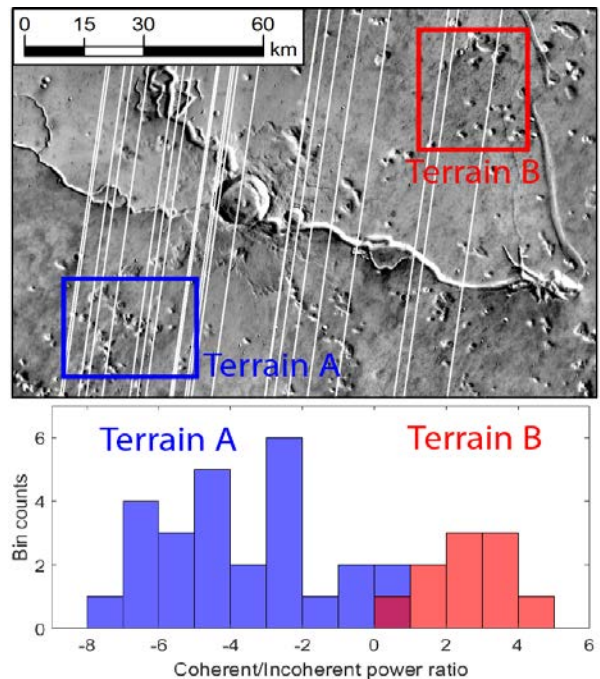 0 15 30 60
km
Terrain B
Terrain A
Terrain A Terrain B
Bin counts
6
4
2
0
-8 -6 -4 -2 0 2 4 6
Coherent/Incoherent power ratio